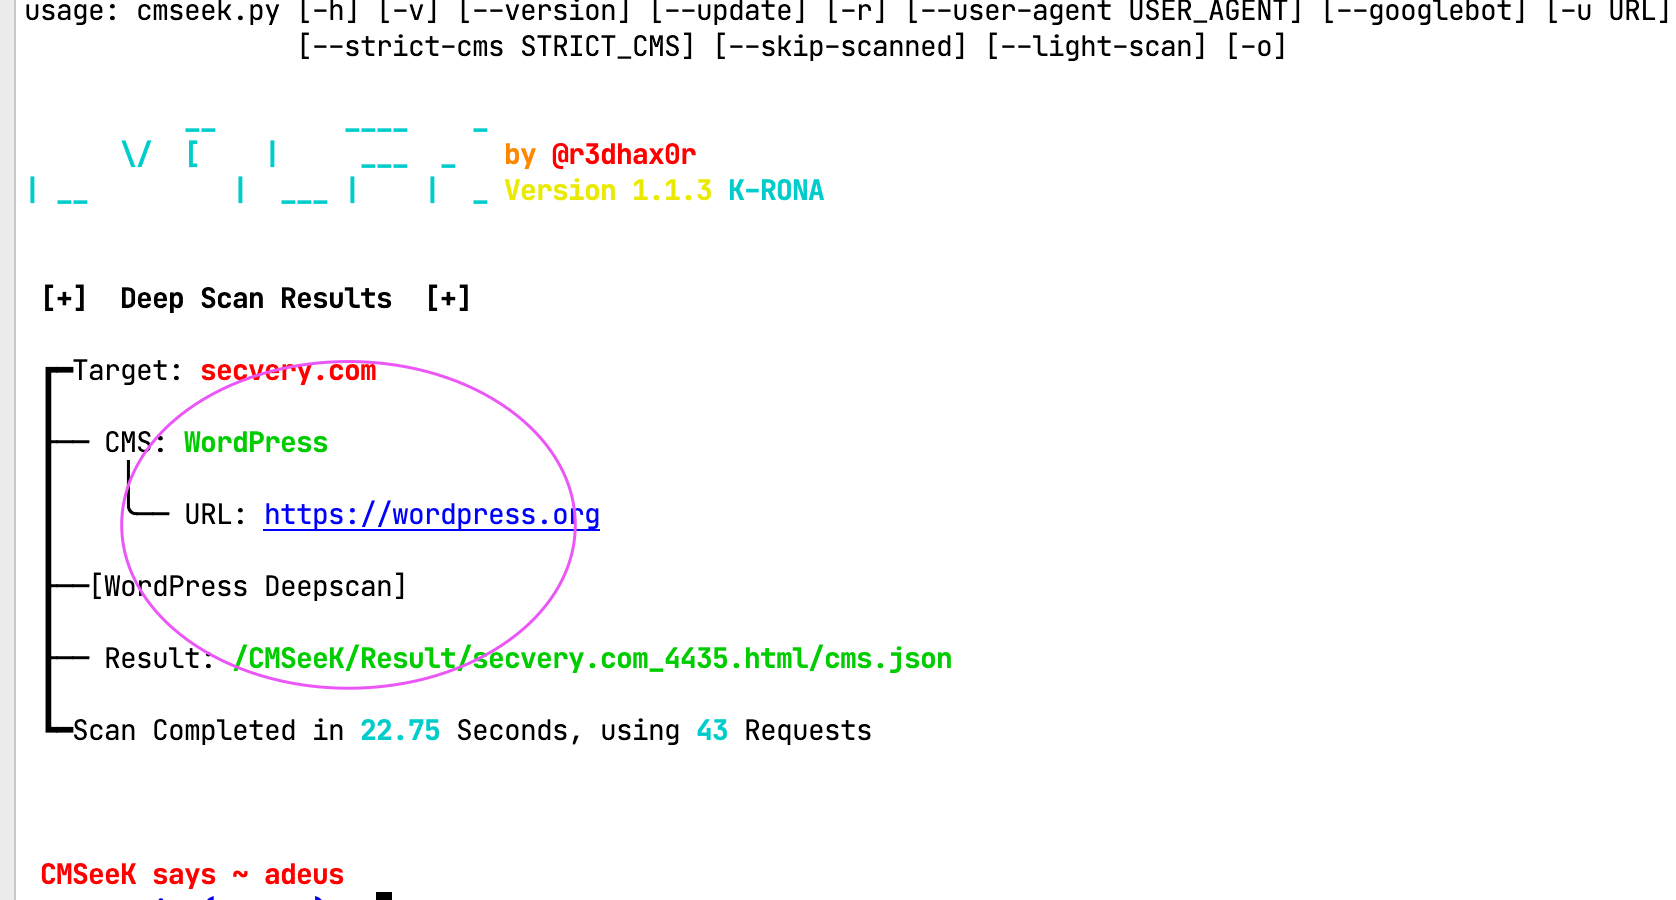 usage: cmseek.py [-h] [-v] [--version] [--update] [-r] [--user-agent USER_AGENT] [--googlebot] [-u URL]
[--strict-cms STRICT_CMS] [--skip-scanned] [--light-scan] [-o]
by @r3dhax0r
Version 1.1.3 K-RONA
[+] Deep Scan Results [+]
Target: secvery.com
CMS: WordPress
URL: https://wordpress.org
[WordPress Deepscan]
Result: /CMSeeK/Result/secvery.com_4435.html/cms.json
Scan Completed in 22.75 Seconds, using 43 Requests
CMSeeK says ~ adeus